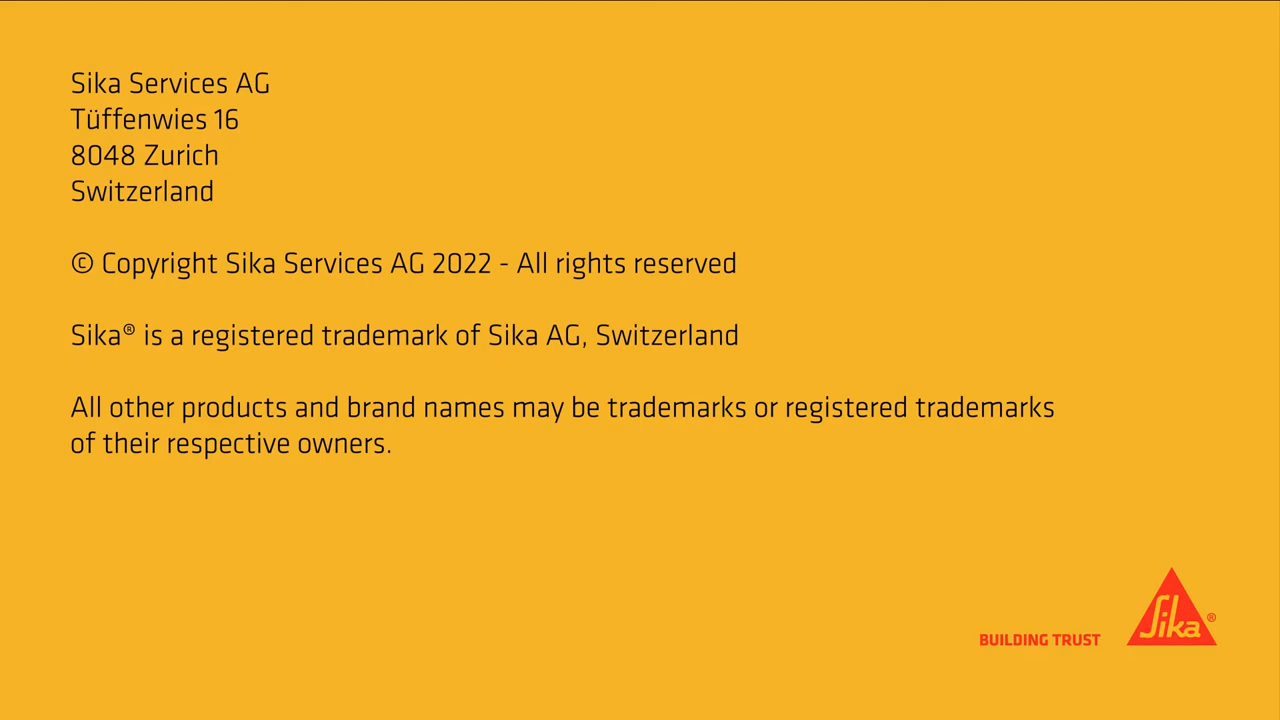 Sika Services AG
Tüffenwies 16
8048 Zurich
Switzerland
© Copyright Sika Services AG 2022 - All rights reserved
Sika® is a registered trademark of Sika AG, Switzerland
All other products and brand names may be trademarks or registered trademarks
of their respective owners.
BUILDING TRUST
Sika®